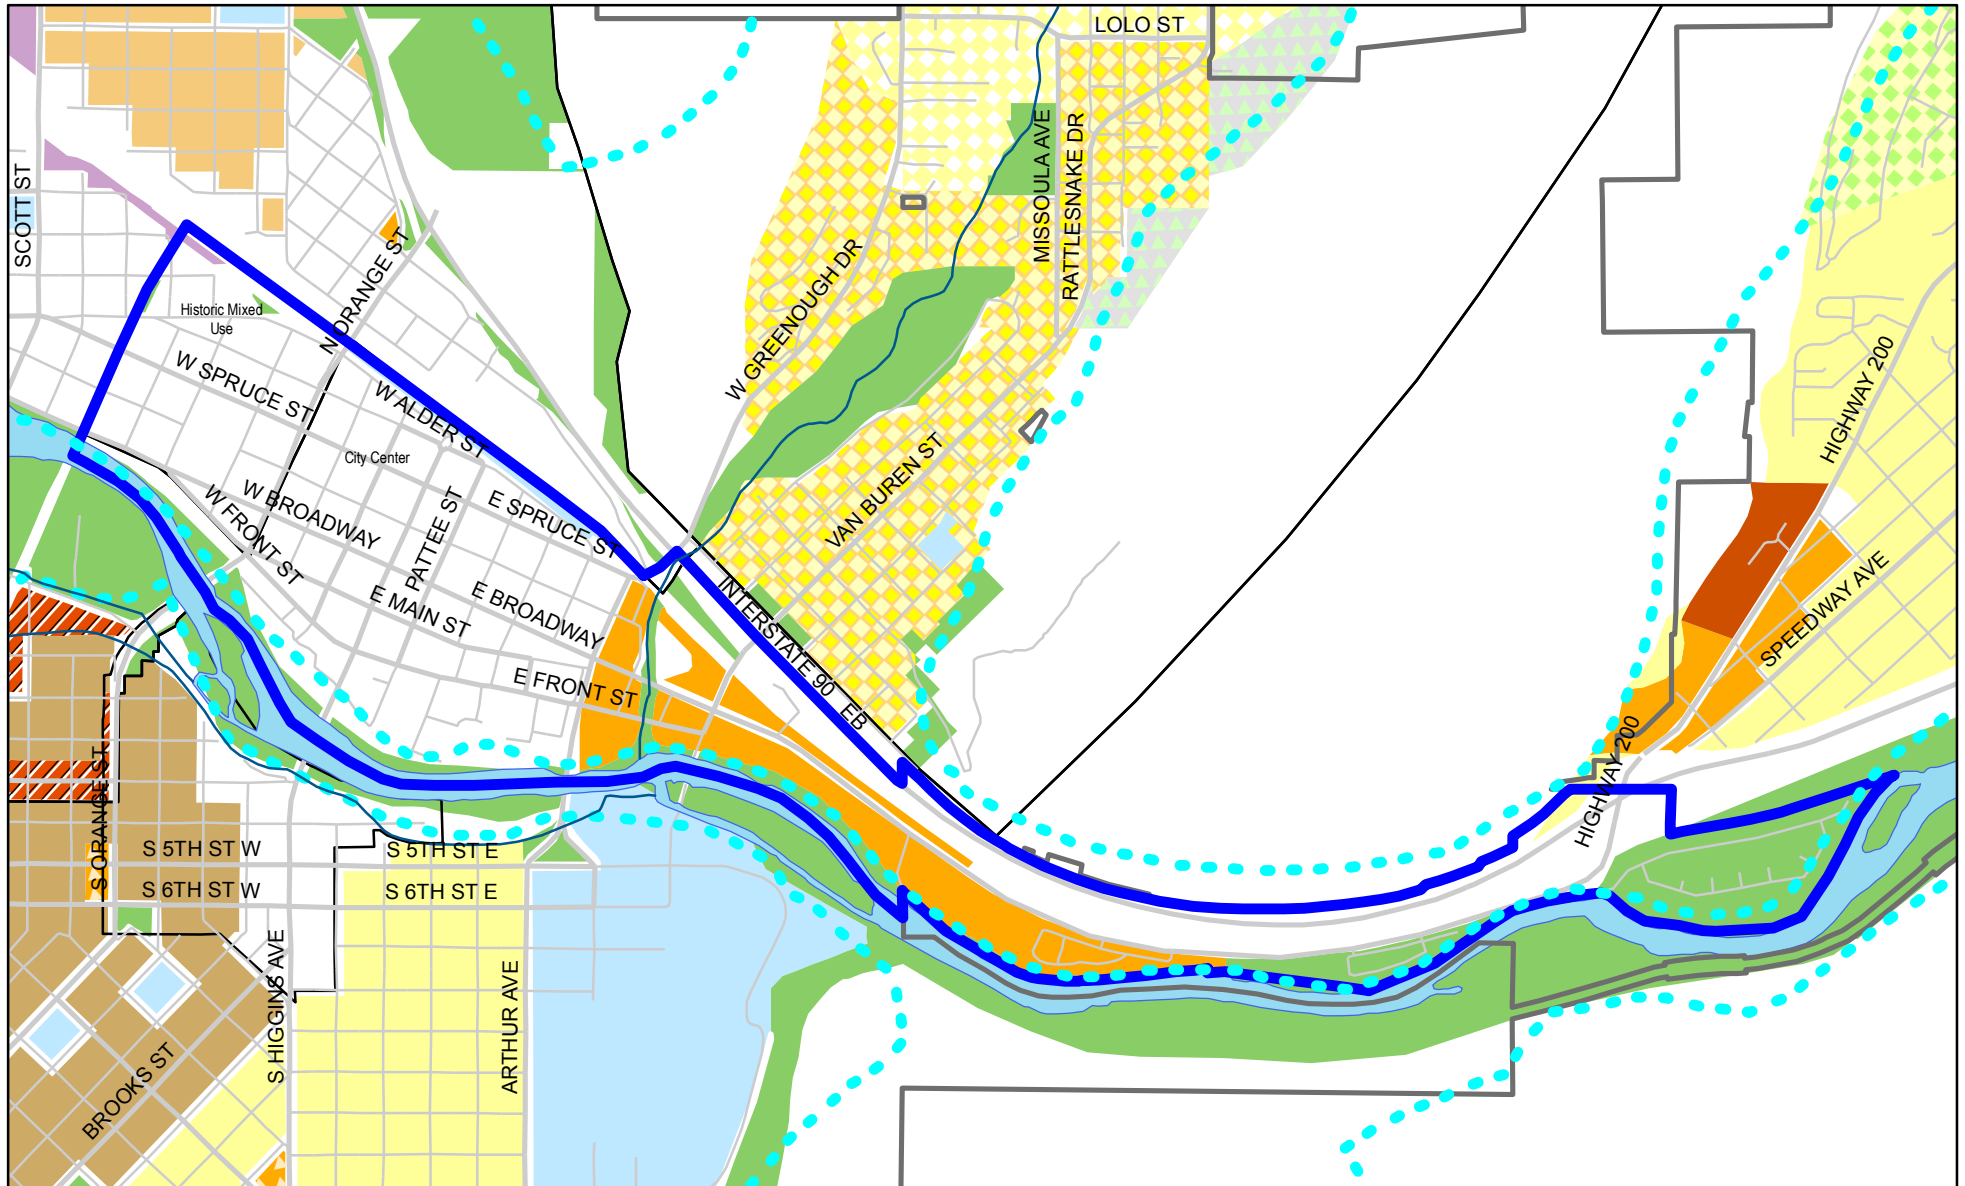 LOLO ST
SCOTT ST
MISSOULA AVE
RATTLESNAKE DR
N ORANGE ST
W GREENOUGH DR
Historic Mixed
Use
W SPRUCE ST
W ALDER ST
HIGHWAY 200
City Center
VAN BUREN ST
W BROADWAY
W FRONT ST
PATTEE ST
E SPRUCE ST
E MAIN ST
E BROADWAY
INTERSTATE 90 EB
SPEEDWAY AVE
E FRONT ST
HIGHWAY 200
S ORANGE ST
S 5TH ST W
S 5TH ST E
S 6TH ST W
S 6TH ST E
S HIGGINS AVE
ARTHUR AVE
BROOKS ST